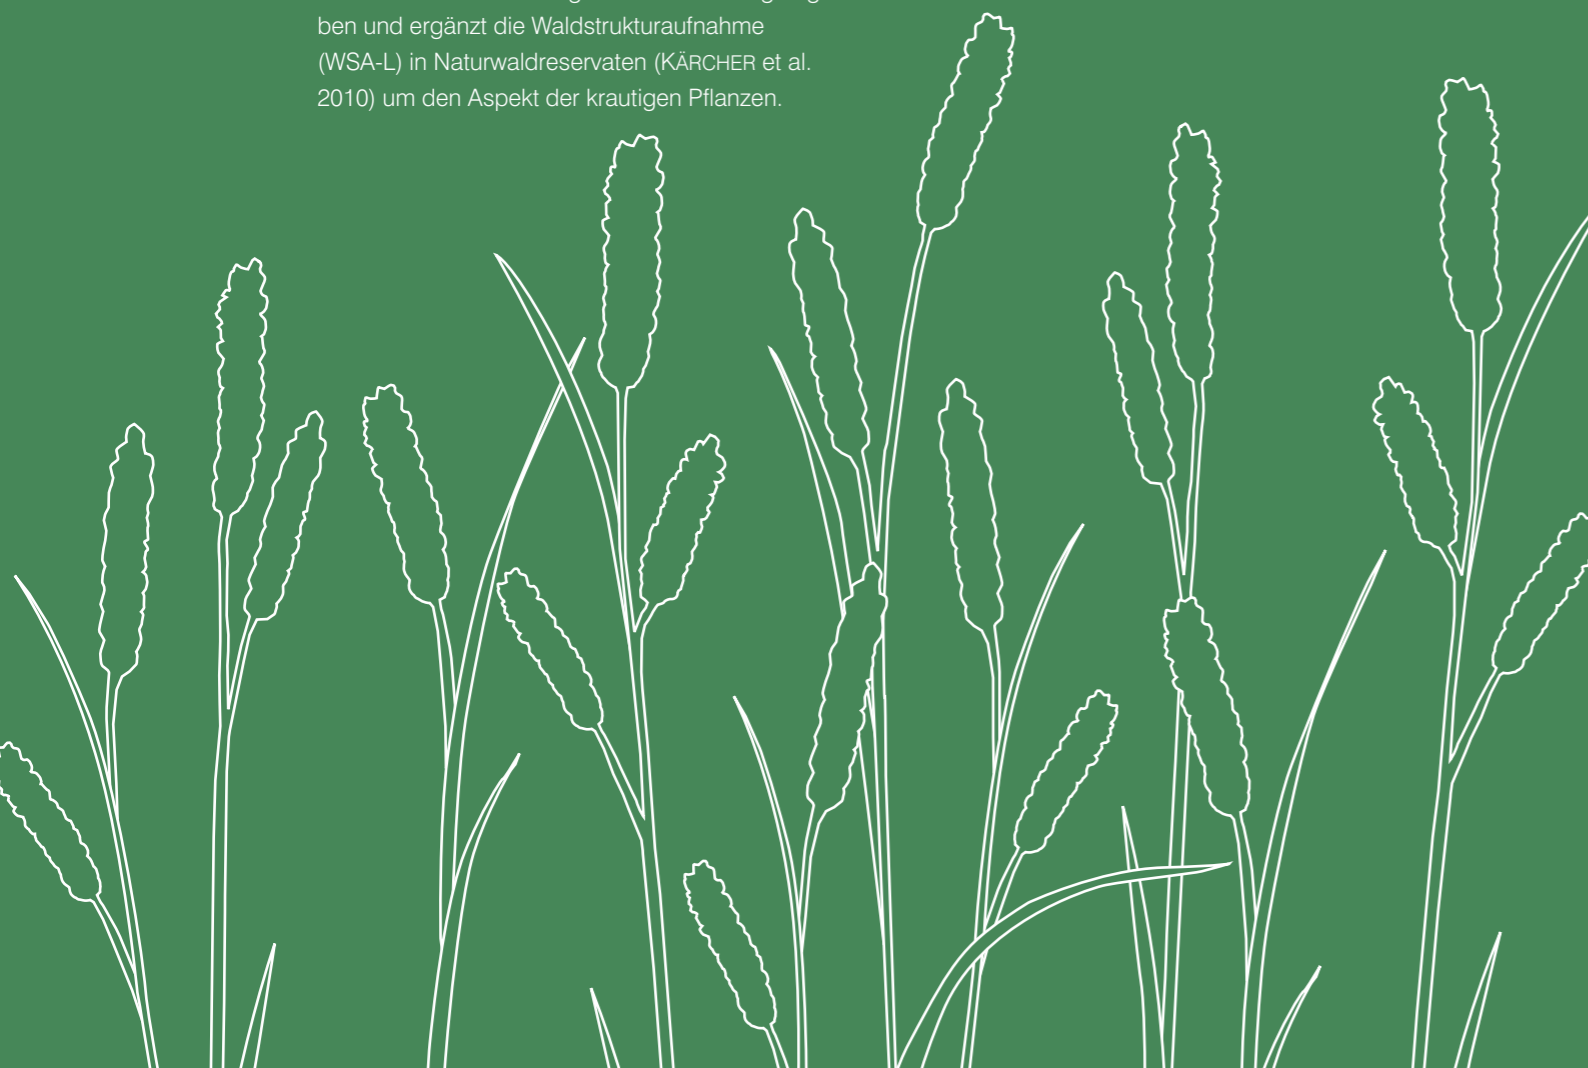 ben und ergänzt die Waldstrukturaufnahme
(WSA-L) in Naturwaldreservaten (KÄRCHER et al.
2010) um den Aspekt der krautigen Pflanzen.